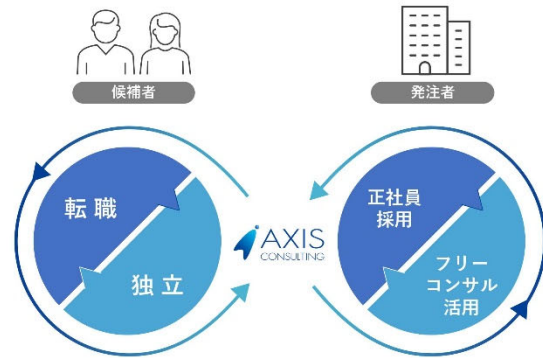 候補者
発注者
転職
独立
AXIS
CONSULTING
正社員
採用
フリー
コンサル
活用